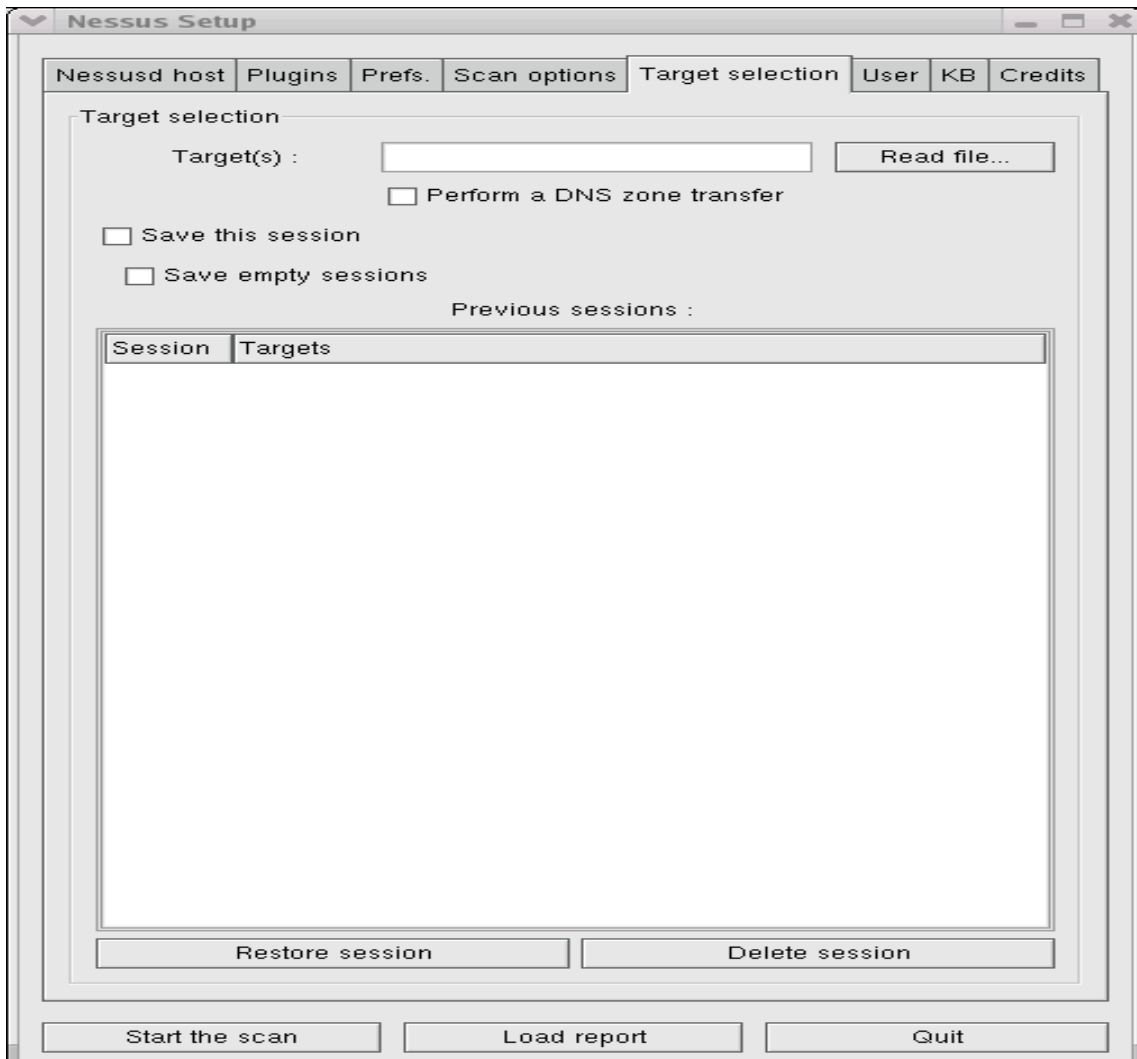 Nessus Setup
Nessusd host Plugins Prefs. Scan options Target selection User KB Credits
Target selection
Target(s) : Read file...
Perform a DNS zone transfer
Save this session
Save empty sessions
Previous sessions :
Session Targets
Restore session Delete session
Start the scan Load report Quit